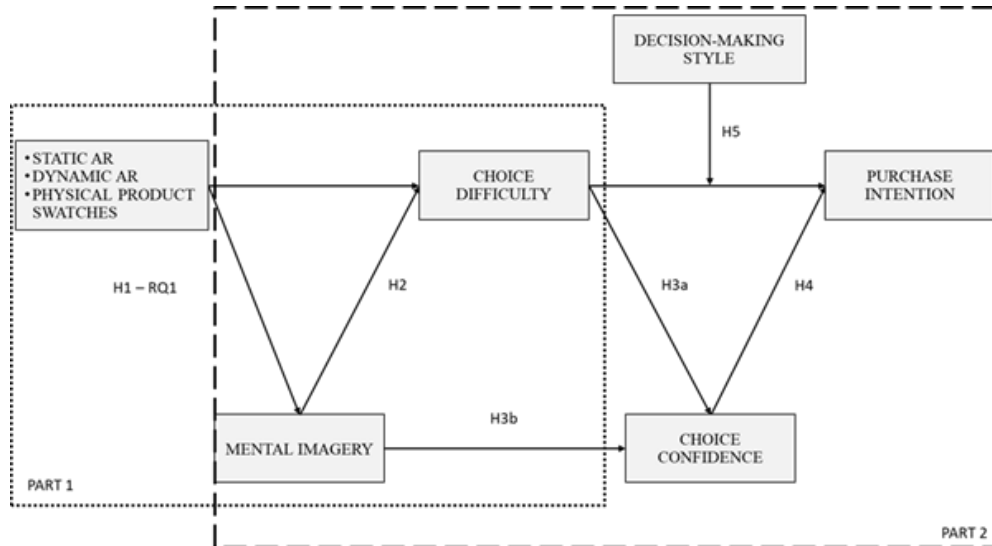 DECISION-MAKING
STYLE
H5
•STATIC AR
•DYNAMIC AR
•PHYSICAL PRODUCT
SWATCHES
CHOICE
DIFFICULTY
PURCHASE
INTENTION
H1 – RQ1
H2
H3a
H4
H3b
MENTAL IMAGERY
CHOICE
CONFIDENCE
PART 1
PART 2